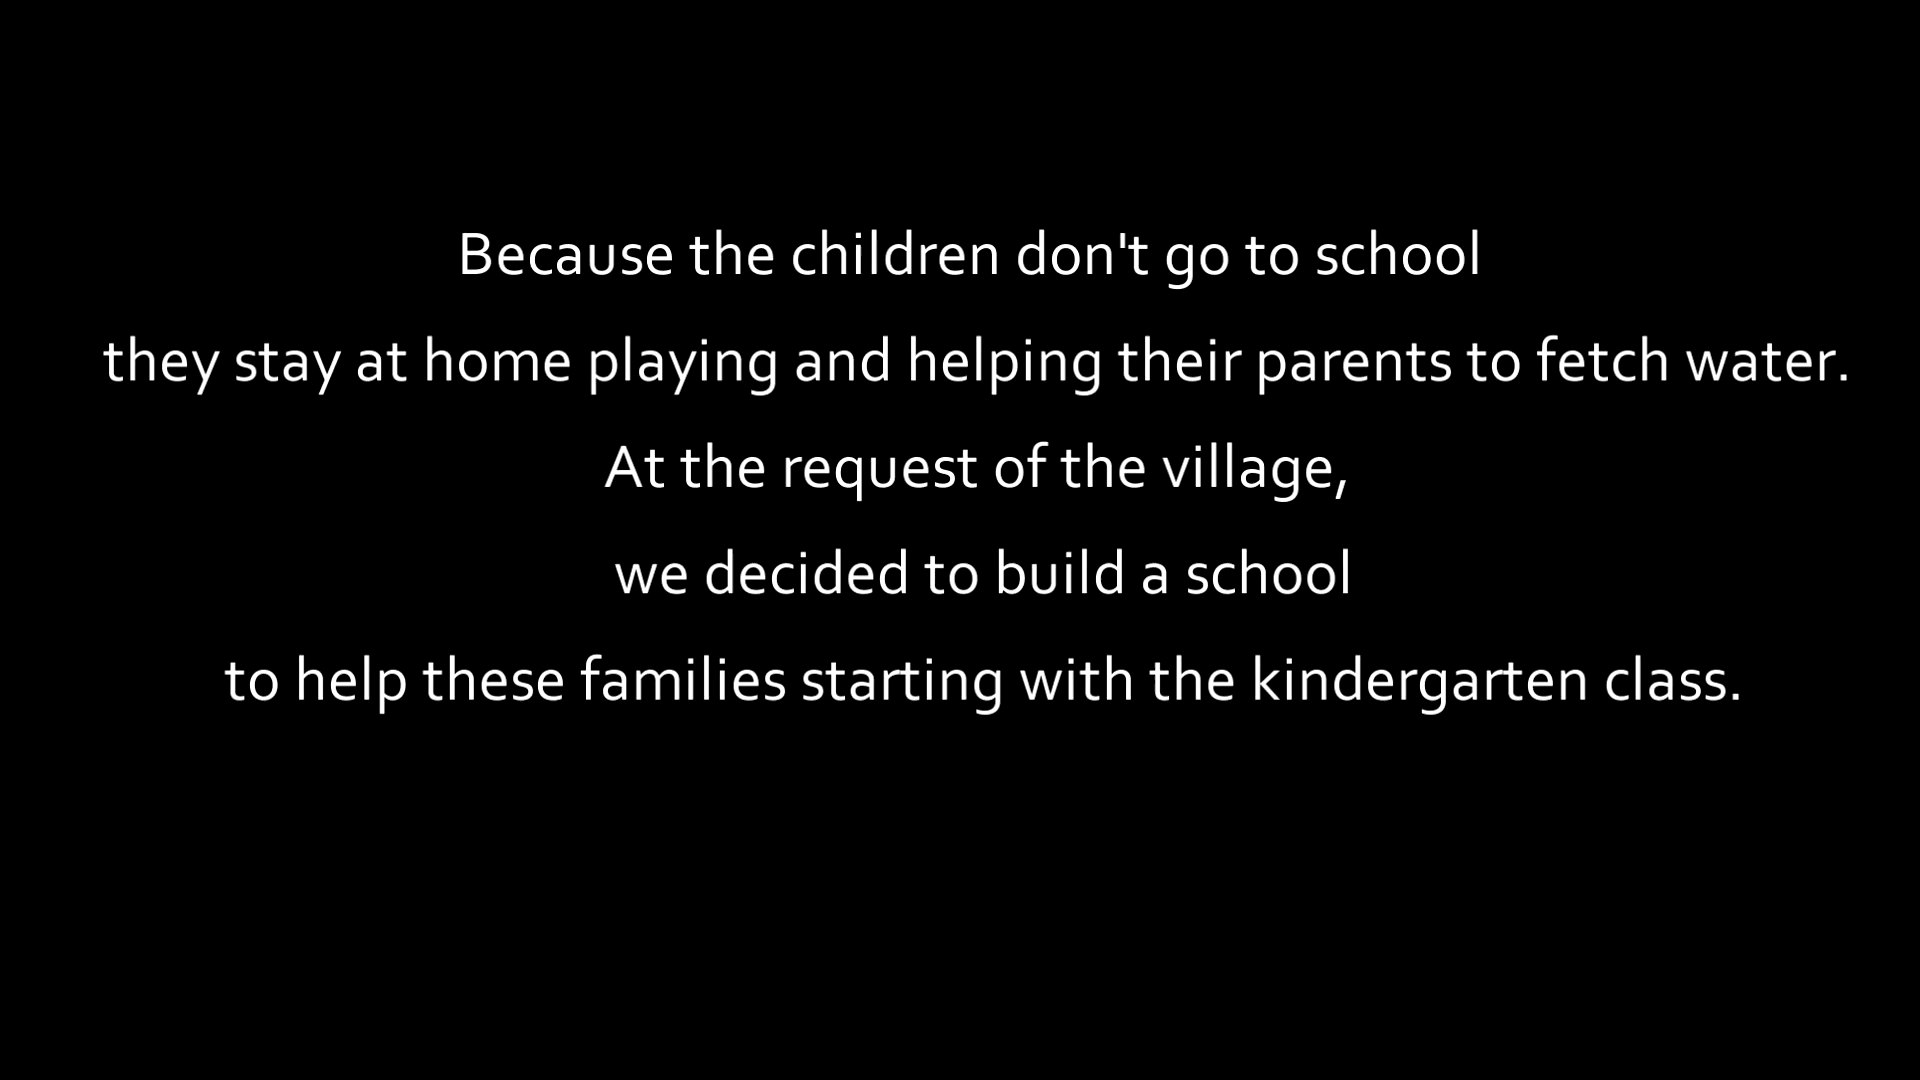 Because the children don't go to school
they stay at home playing and helping their parents to fetch water.
At the request of the village,
we decided to build a school
to help these families starting with the kindergarten class.